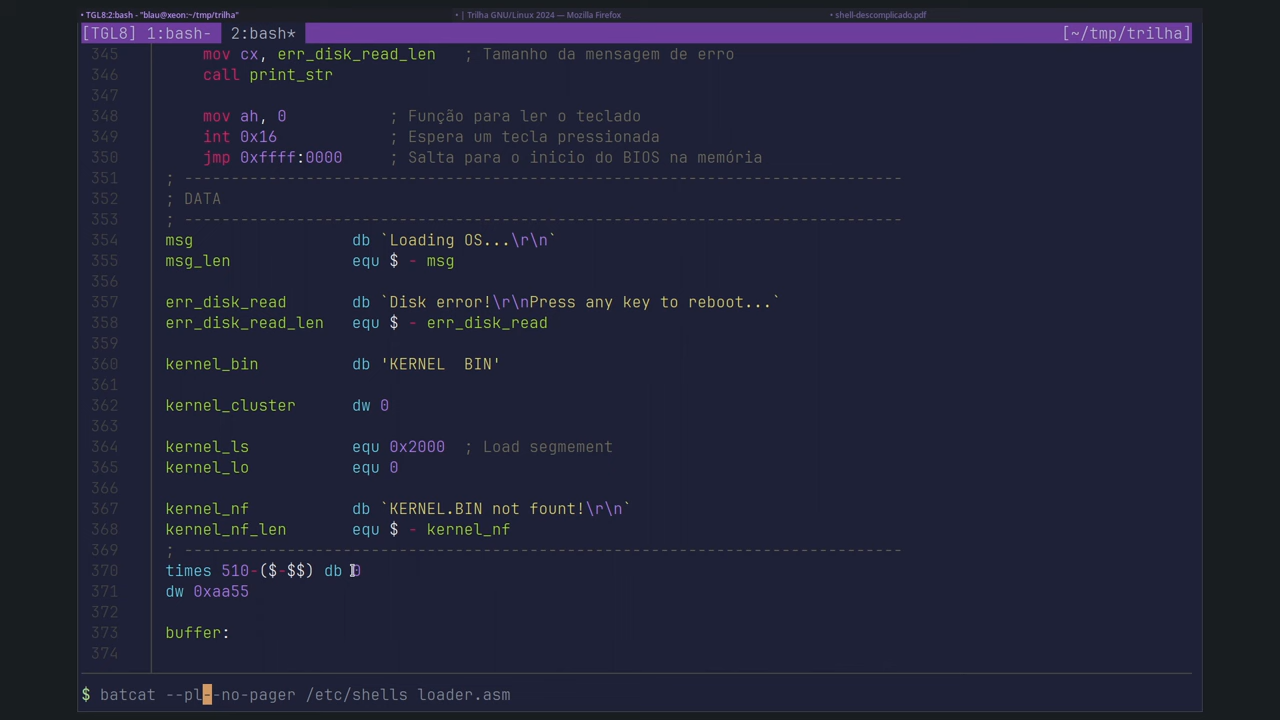 • TGL8:2:bash - "blau@xeon:~/tmp/trilha"
• | Trilha GNU/Linux 2024 — Mozilla Firefox
• shell-descomplicado.pdf
[TGL8] 1:bash- 2:bash* [~/tmp/trilha]
345 mov cx, err_disk_read_len ; Tamanho da mensagem de erro
346 call print_str
347
348 mov ah, 0 ; Função para ler o teclado
349 int 0x16 ; Espera um tecla pressionada
350 jmp 0xffff:0000 ; Salta para o inicio do BIOS na memória
351 ; -----------------------------------------------------------------------------
352 ; DATA
353 ; -----------------------------------------------------------------------------
354 msg db `Loading OS...\r\n`
355 msg_len equ $ - msg
356
357 err_disk_read db `Disk error!\r\nPress any key to reboot...`
358 err_disk_read_len equ $ - err_disk_read
359
360 kernel_bin db 'KERNEL  BIN'
361
362 kernel_cluster dw 0
363
364 kernel_ls equ 0x2000 ; Load segmement
365 kernel_lo equ 0
366
367 kernel_nf db `KERNEL.BIN not fount!\r\n`
368 kernel_nf_len equ $ - kernel_nf
369 ; -----------------------------------------------------------------------------
370 times 510-($-$$) db 0
371 dw 0xaa55
372
373 buffer:
374
$ batcat --pl--no-pager /etc/shells loader.asm